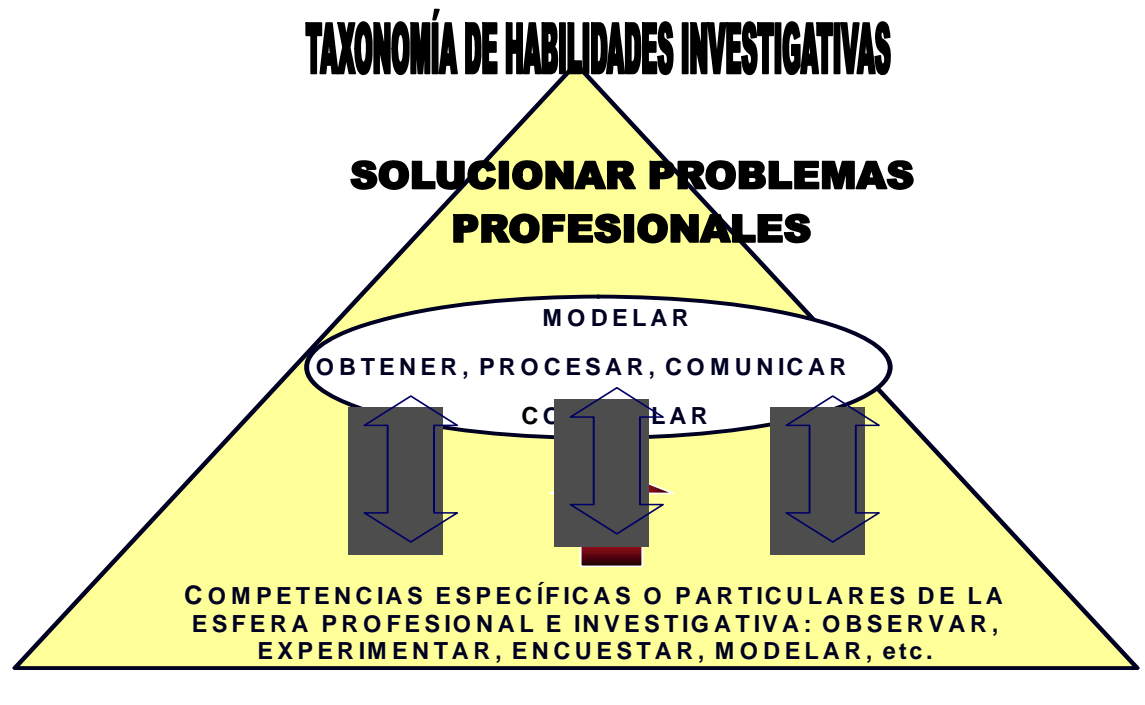 TAXONOMÍA DE HABILIDADES INVESTIGATIVAS
SOLUCIONAR PROBLEMAS
PROFESIONALES
MODELAR
OBTENER, PROCESAR, COMUNICAR
COMPETENCIAS ESPECÍFICAS O PARTICULARES DE LA
ESFERA PROFESIONAL E INVESTIGATIVA: OBSERVAR,
EXPERIMENTAR, ENCUESTAR, MODELAR, etc.